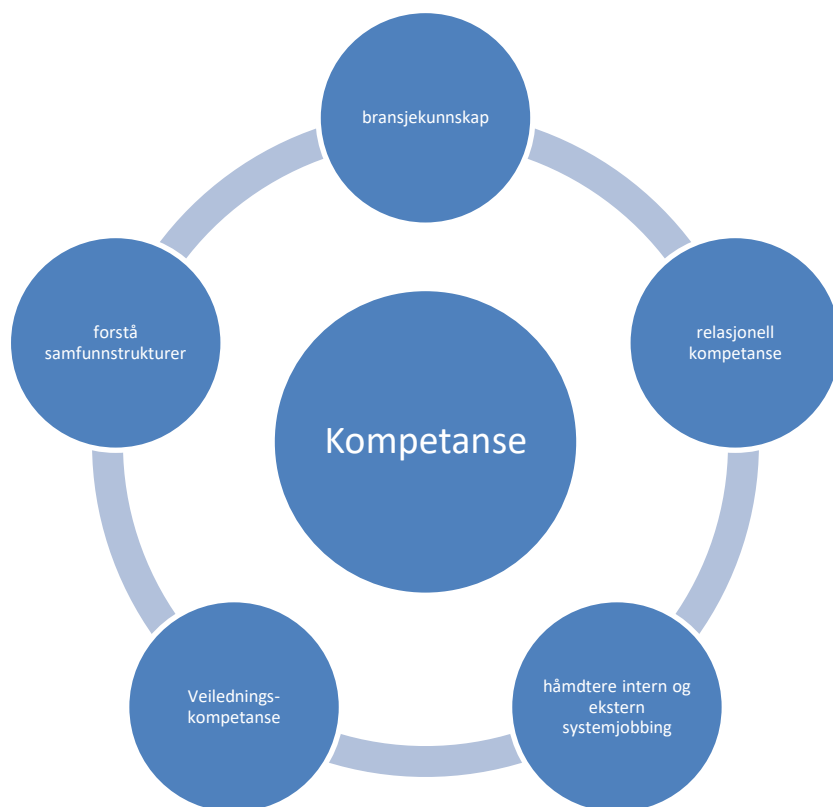 bransjekunnskap
relasjonell
kompetanse
håmdtere intern og
ekstern
systemjobbing
Veilednings-
kompetanse
forstå
samfunnstrukturer
Kompetanse